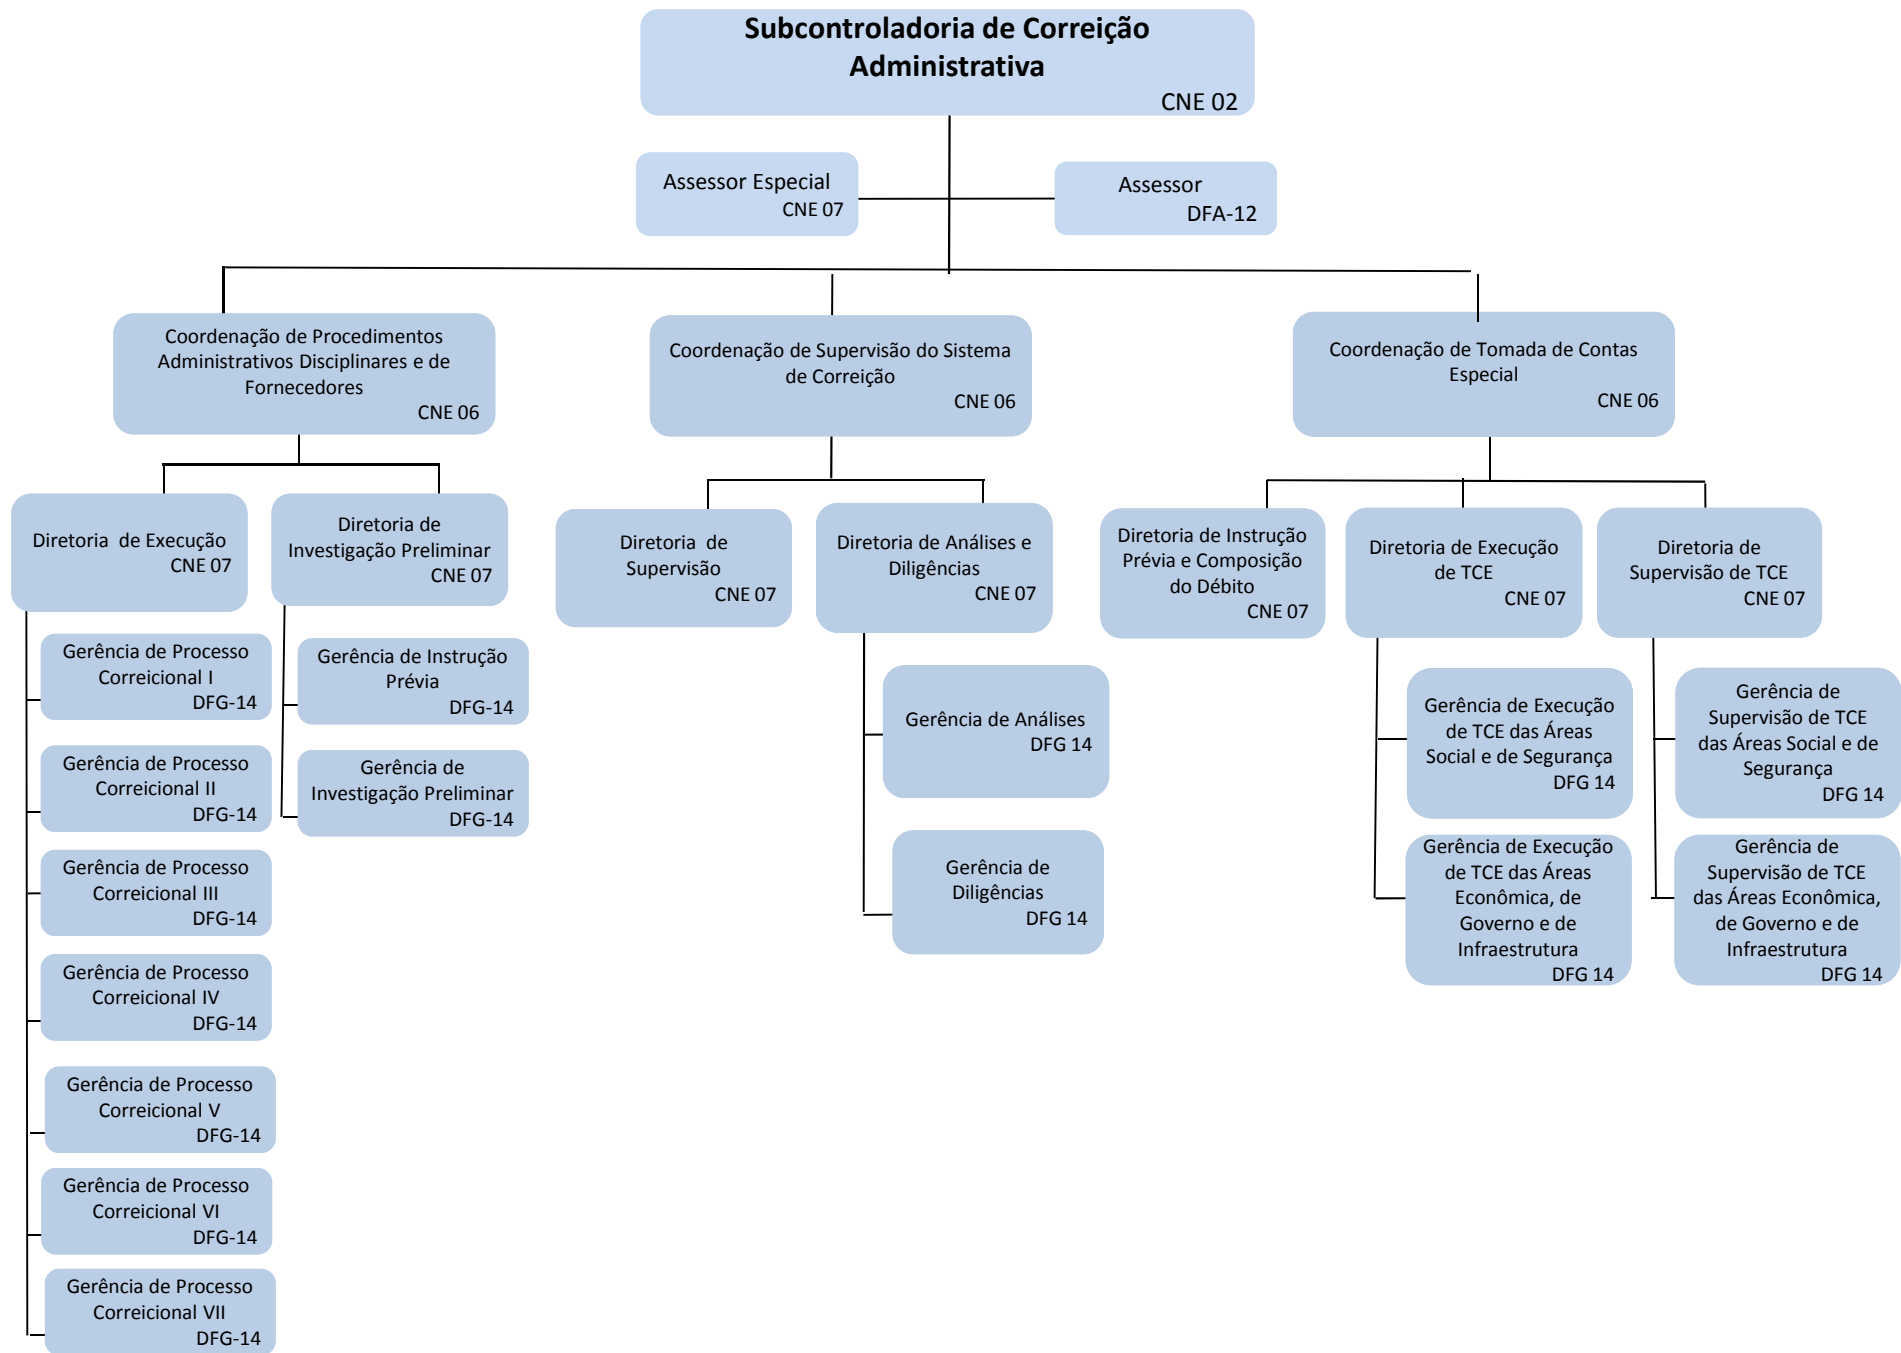 Subcontroladoria de Correição
Administrativa
CNE 02
Assessor Especial
CNE 07
Assessor
DFA-12
Coordenação de Procedimentos
Administrativos Disciplinares e de
Fornecedores
CNE 06
Coordenação de Supervisão do Sistema
de Correição
CNE 06
Coordenação de Tomada de Contas
Especial
CNE 06
Diretoria de Execução
CNE 07
Diretoria de
Investigação Preliminar
CNE 07
Diretoria de
Supervisão
CNE 07
Diretoria de Análises e
Diligências
CNE 07
Diretoria de Instrução
Prévia e Composição
do Débito
CNE 07
Diretoria de Execução
de TCE
CNE 07
Diretoria de
Supervisão de TCE
CNE 07
Gerência de Processo
Correicional I
DFG-14
Gerência de Processo
Correicional II
DFG-14
Gerência de Processo
Correicional III
DFG-14
Gerência de Processo
Correicional IV
DFG-14
Gerência de Processo
Correicional V
DFG-14
Gerência de Processo
Correicional VI
DFG-14
Gerência de Processo
Correicional VII
DFG-14
Gerência de Instrução
Prévia
DFG-14
Gerência de
Investigação Preliminar
DFG-14
Gerência de Análises
DFG 14
Gerência de
Diligências
DFG 14
Gerência de Execução
de TCE das Áreas
Social e de Segurança
DFG 14
Gerência de Execução
de TCE das Áreas
Econômica, de
Governo e de
Infraestrutura
DFG 14
Gerência de
Supervisão de TCE
das Áreas Social e de
Segurança
DFG 14
Gerência de
Supervisão de TCE
das Áreas Econômica,
de Governo e de
Infraestrutura
DFG 14